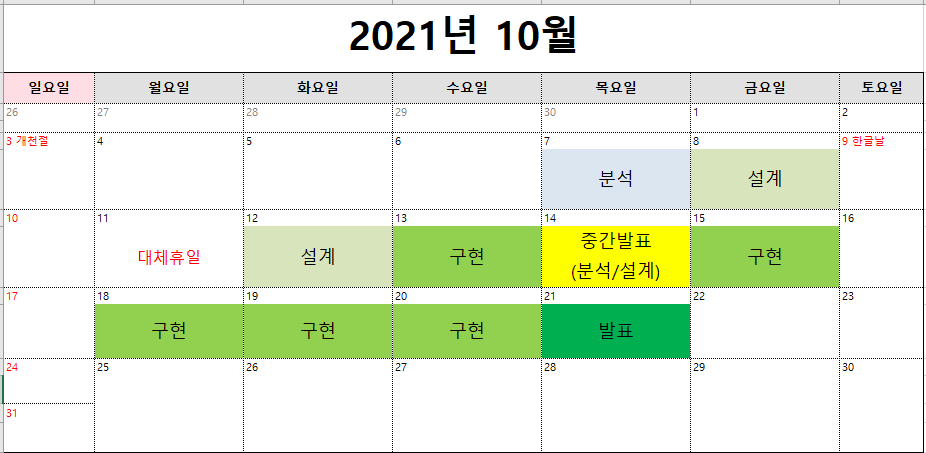 2021년 10월
일요일 월요일 화요일 수요일 목요일 금요일 토요일
26 27 28 29 30 1 2
3 개천절 4 5 6 7 8 9 한글날
분석 설계
10 11 12 13 14 15 16
대체휴일 설계 구현 중간발표 구현
(분석/설계)
17 18 19 20 21 22 23
구현 구현 구현 발표
24 25 26 27 28 29 30
31